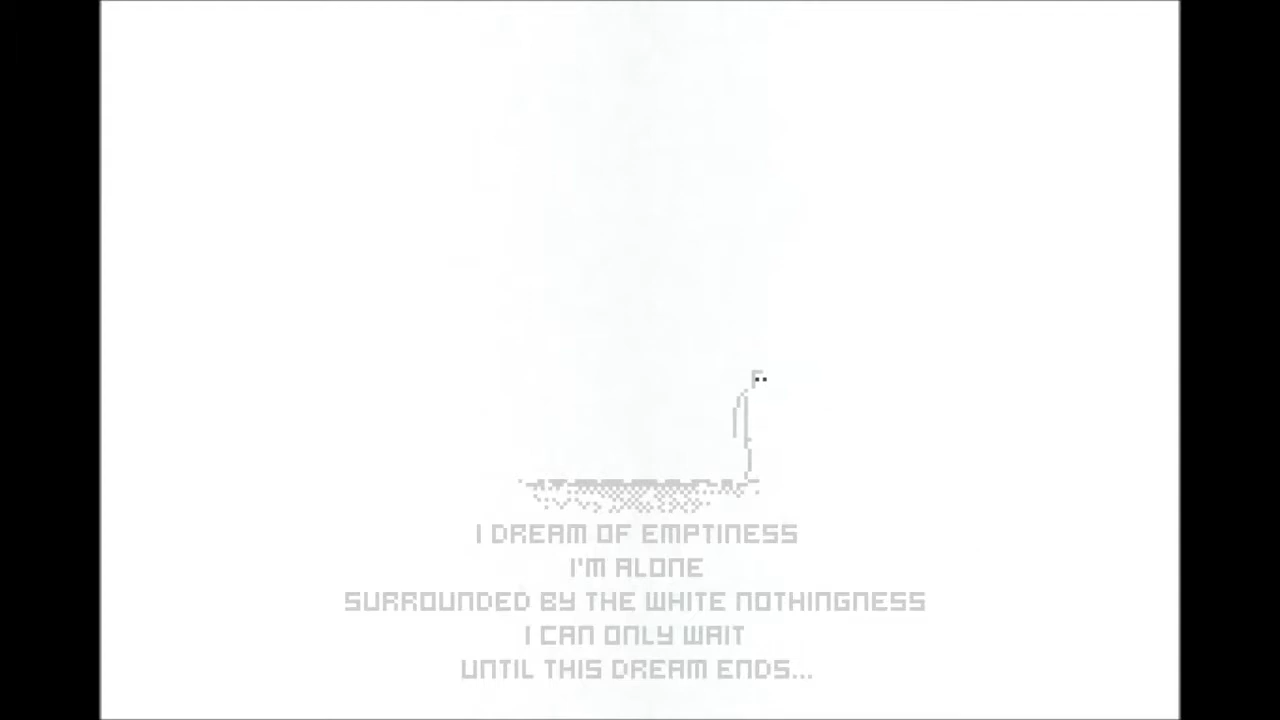 I DREAM OF EMPTINESS
I'M ALONE
SURROUNDED BY THE WHITE NOTHINGNESS
I CAN ONLY WAIT
UNTIL THIS DREAM ENDS...